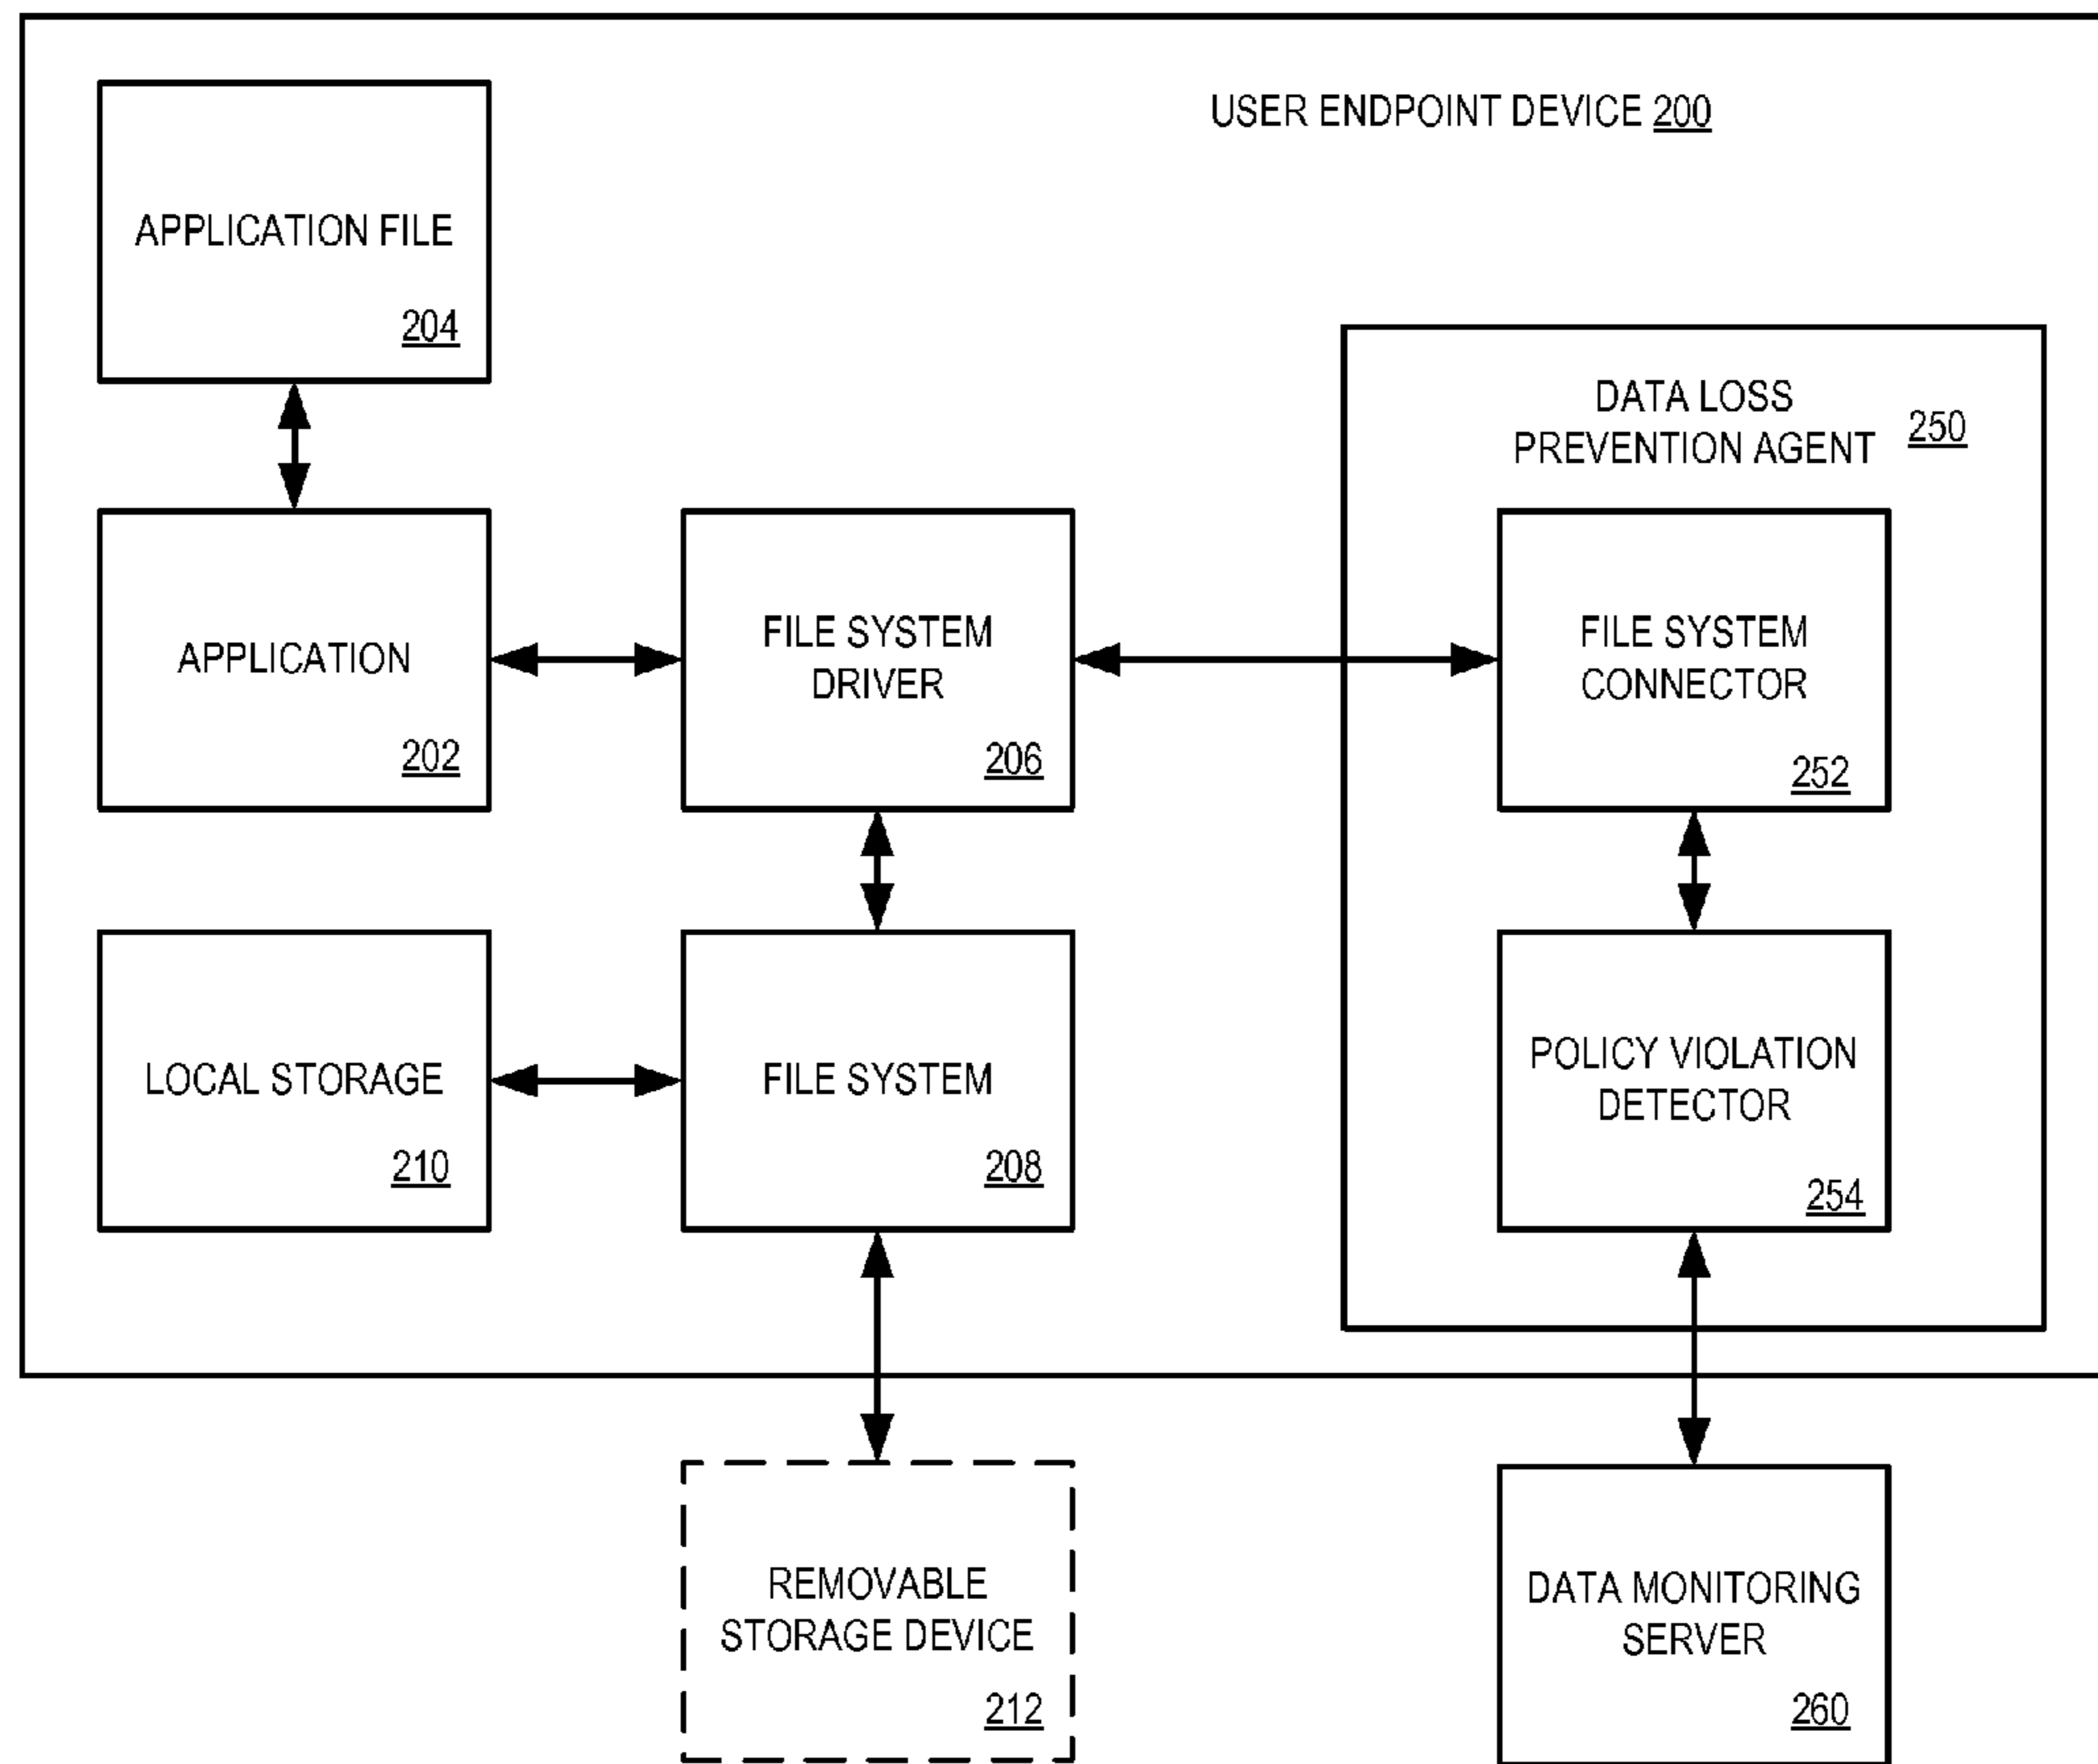 USER ENDPOINT DEVICE 200
APPLICATION FILE
204
DATA LOSS
PREVENTION AGENT 250
APPLICATION
202
FILE SYSTEM
DRIVER
206
FILE SYSTEM
CONNECTOR
252
LOCAL STORAGE
210
FILE SYSTEM
208
POLICY VIOLATION
DETECTOR
254
REMOVABLE
STORAGE DEVICE
212
DATA MONITORING
SERVER
260